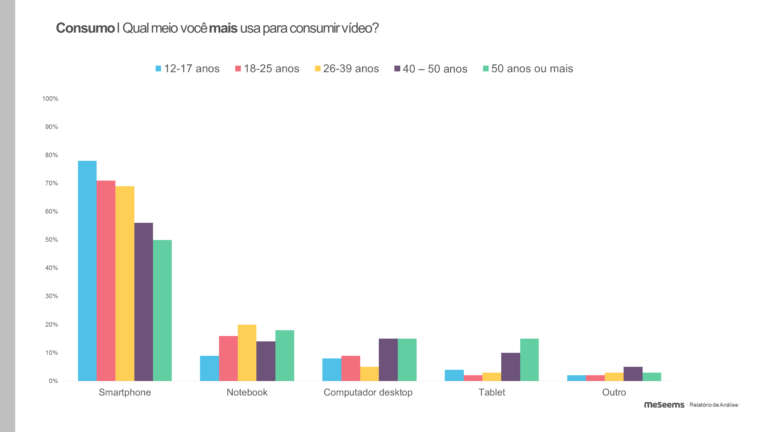 Consumo I Qual meio você mais usa para consumir vídeo?
12-17 anos 18-25 anos 26-39 anos 40 – 50 anos 50 anos ou mais
100%
90%
80%
70%
60%
50%
40%
30%
20%
10%
0%
Smartphone Notebook Computador desktop Tablet Outro
MeSeems Relatório de Análise